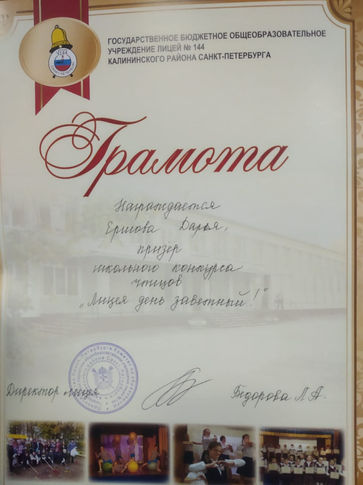 ГОСУДАРСТВЕННОЕ БЮДЖЕТНОЕ ОБЩЕОБРАЗОВАТЕЛЬНОЕ
УЧРЕЖДЕНИЕ ЛИЦЕЙ № 144
КАЛИНИНСКОГО РАЙОНА САНКТ-ПЕТЕРБУРГА
Грамота
Награждается
Ершова Дарья,
призер
школьного конкурса
чтецов
„Лицея день заветный!"
Директор лицея
Федорова Л.А.